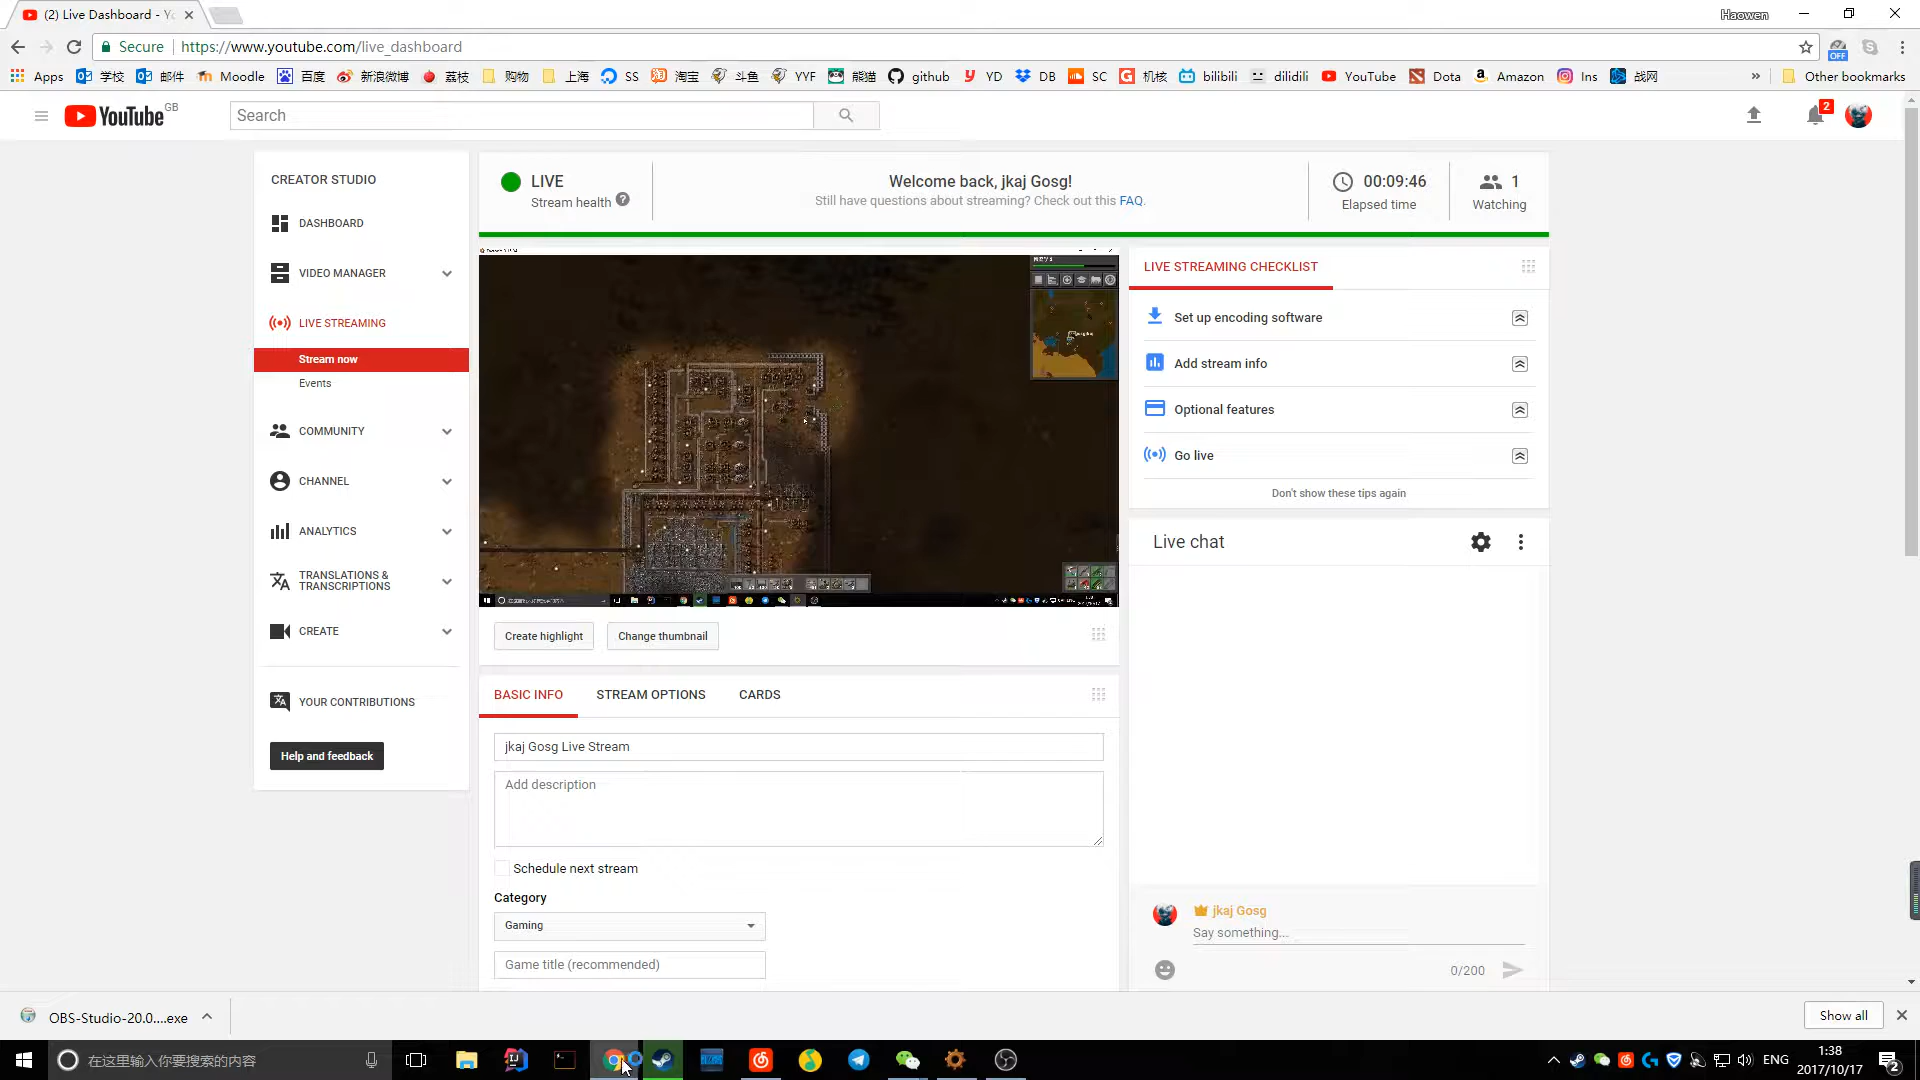 (2) Live Dashboard - Yo
Haowen
Secure
https://www.youtube.com/live_dashboard
Apps
学校
邮件
Moodle
百度
新浪微博
荔枝
购物
上海
SS
淘宝
斗鱼
YYF
熊猫
github
YD
DB
SC
机核
bilibili
dilidili
YouTube
Dota
Amazon
Ins
战网
»
Other bookmarks
OFF
YouTube GB
Search
2
CREATOR STUDIO
DASHBOARD
VIDEO MANAGER
LIVE STREAMING
Stream now
Events
COMMUNITY
CHANNEL
ANALYTICS
TRANSLATIONS &
TRANSCRIPTIONS
CREATE
YOUR CONTRIBUTIONS
Help and feedback
LIVE
Stream health ?
Welcome back, jkaj Gosg!
Still have questions about streaming? Check out this FAQ.
00:09:46
Elapsed time
1
Watching
Create highlight
Change thumbnail
BASIC INFO
STREAM OPTIONS
CARDS
jkaj Gosg Live Stream
Add description
Schedule next stream
Category
Gaming
Game title (recommended)
LIVE STREAMING CHECKLIST
Set up encoding software
Add stream info
Optional features
Go live
Don't show these tips again
Live chat
jkaj Gosg
Say something...
0/200
OBS-Studio-20.0....exe
Show all
在这里输入你要搜索的内容
ENG
1:38
2017/10/17
2